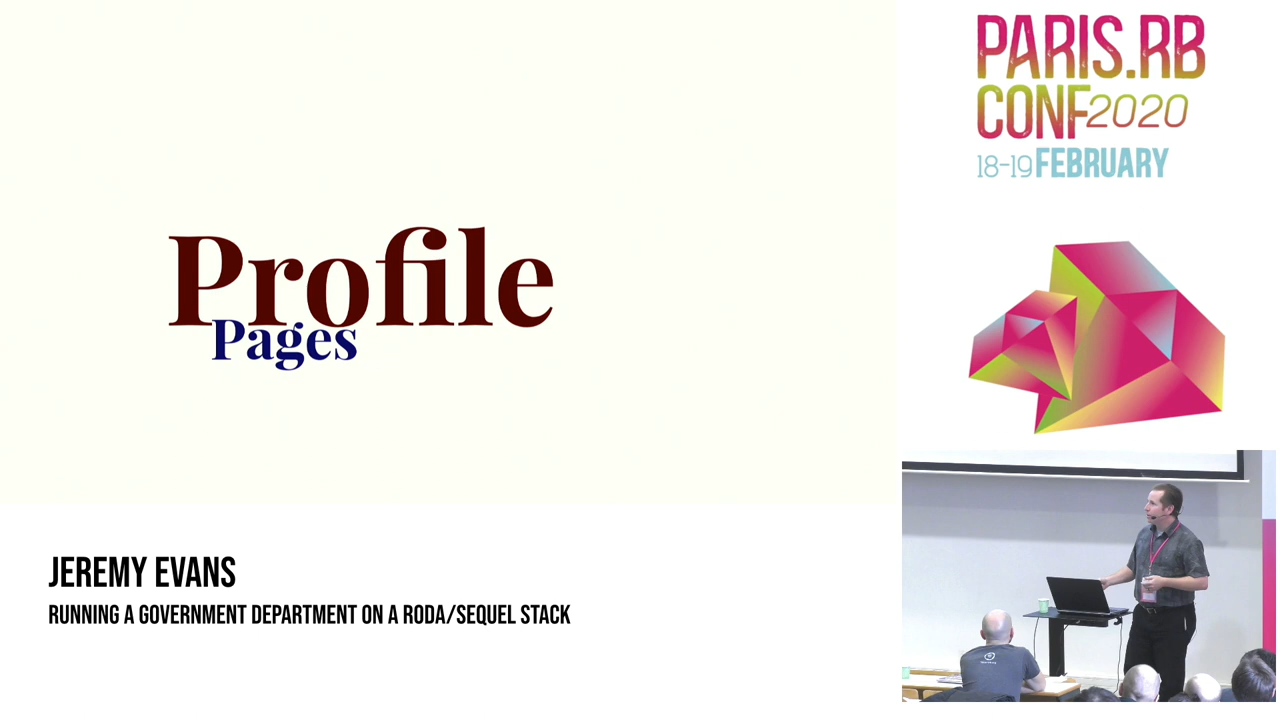 Profile
Pages
JEREMY EVANS
RUNNING A GOVERNMENT DEPARTMENT ON A RODA/SEQUEL STACK
PARIS.RB
CONF2020
18-19 FEBRUARY